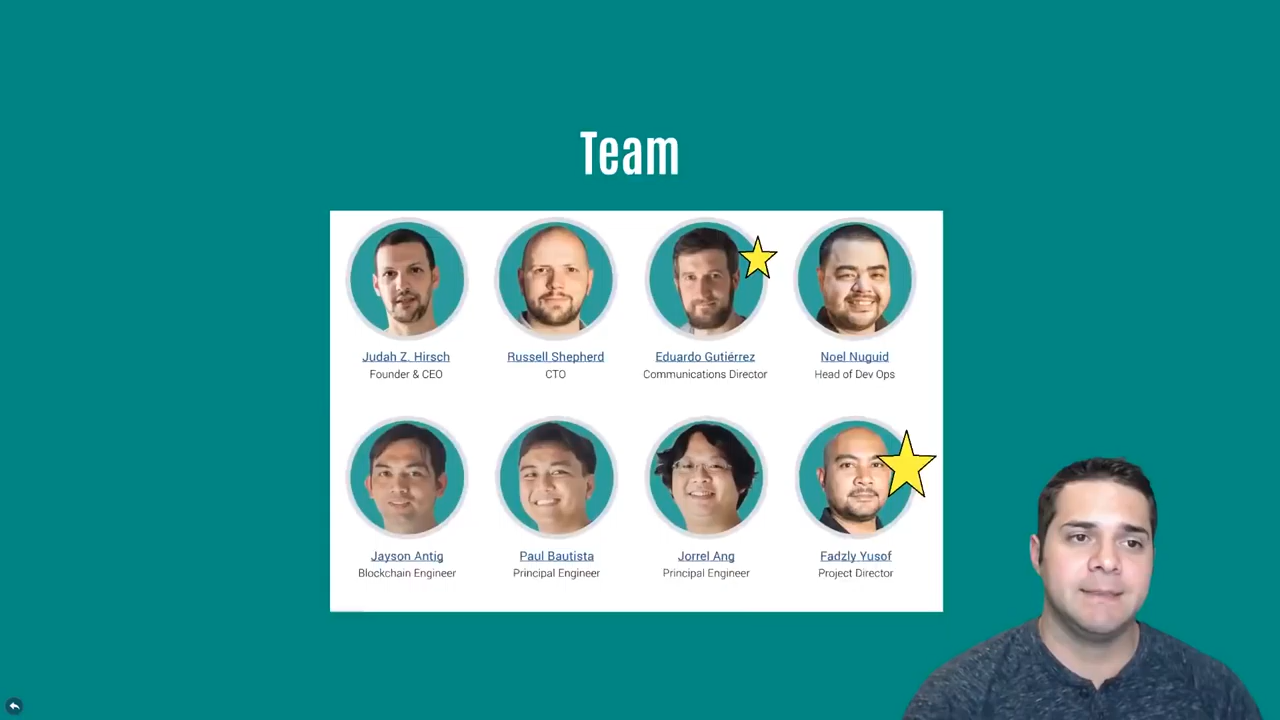 Team
Judah Z. Hirsch
Founder & CEO
Russell Shepherd
CTO
Eduardo Gutiérrez
Communications Director
Noel Nuguid
Head of Dev Ops
Jayson Antig
Blockchain Engineer
Paul Bautista
Principal Engineer
Jorrel Ang
Principal Engineer
Fadzly Yusof
Project Director